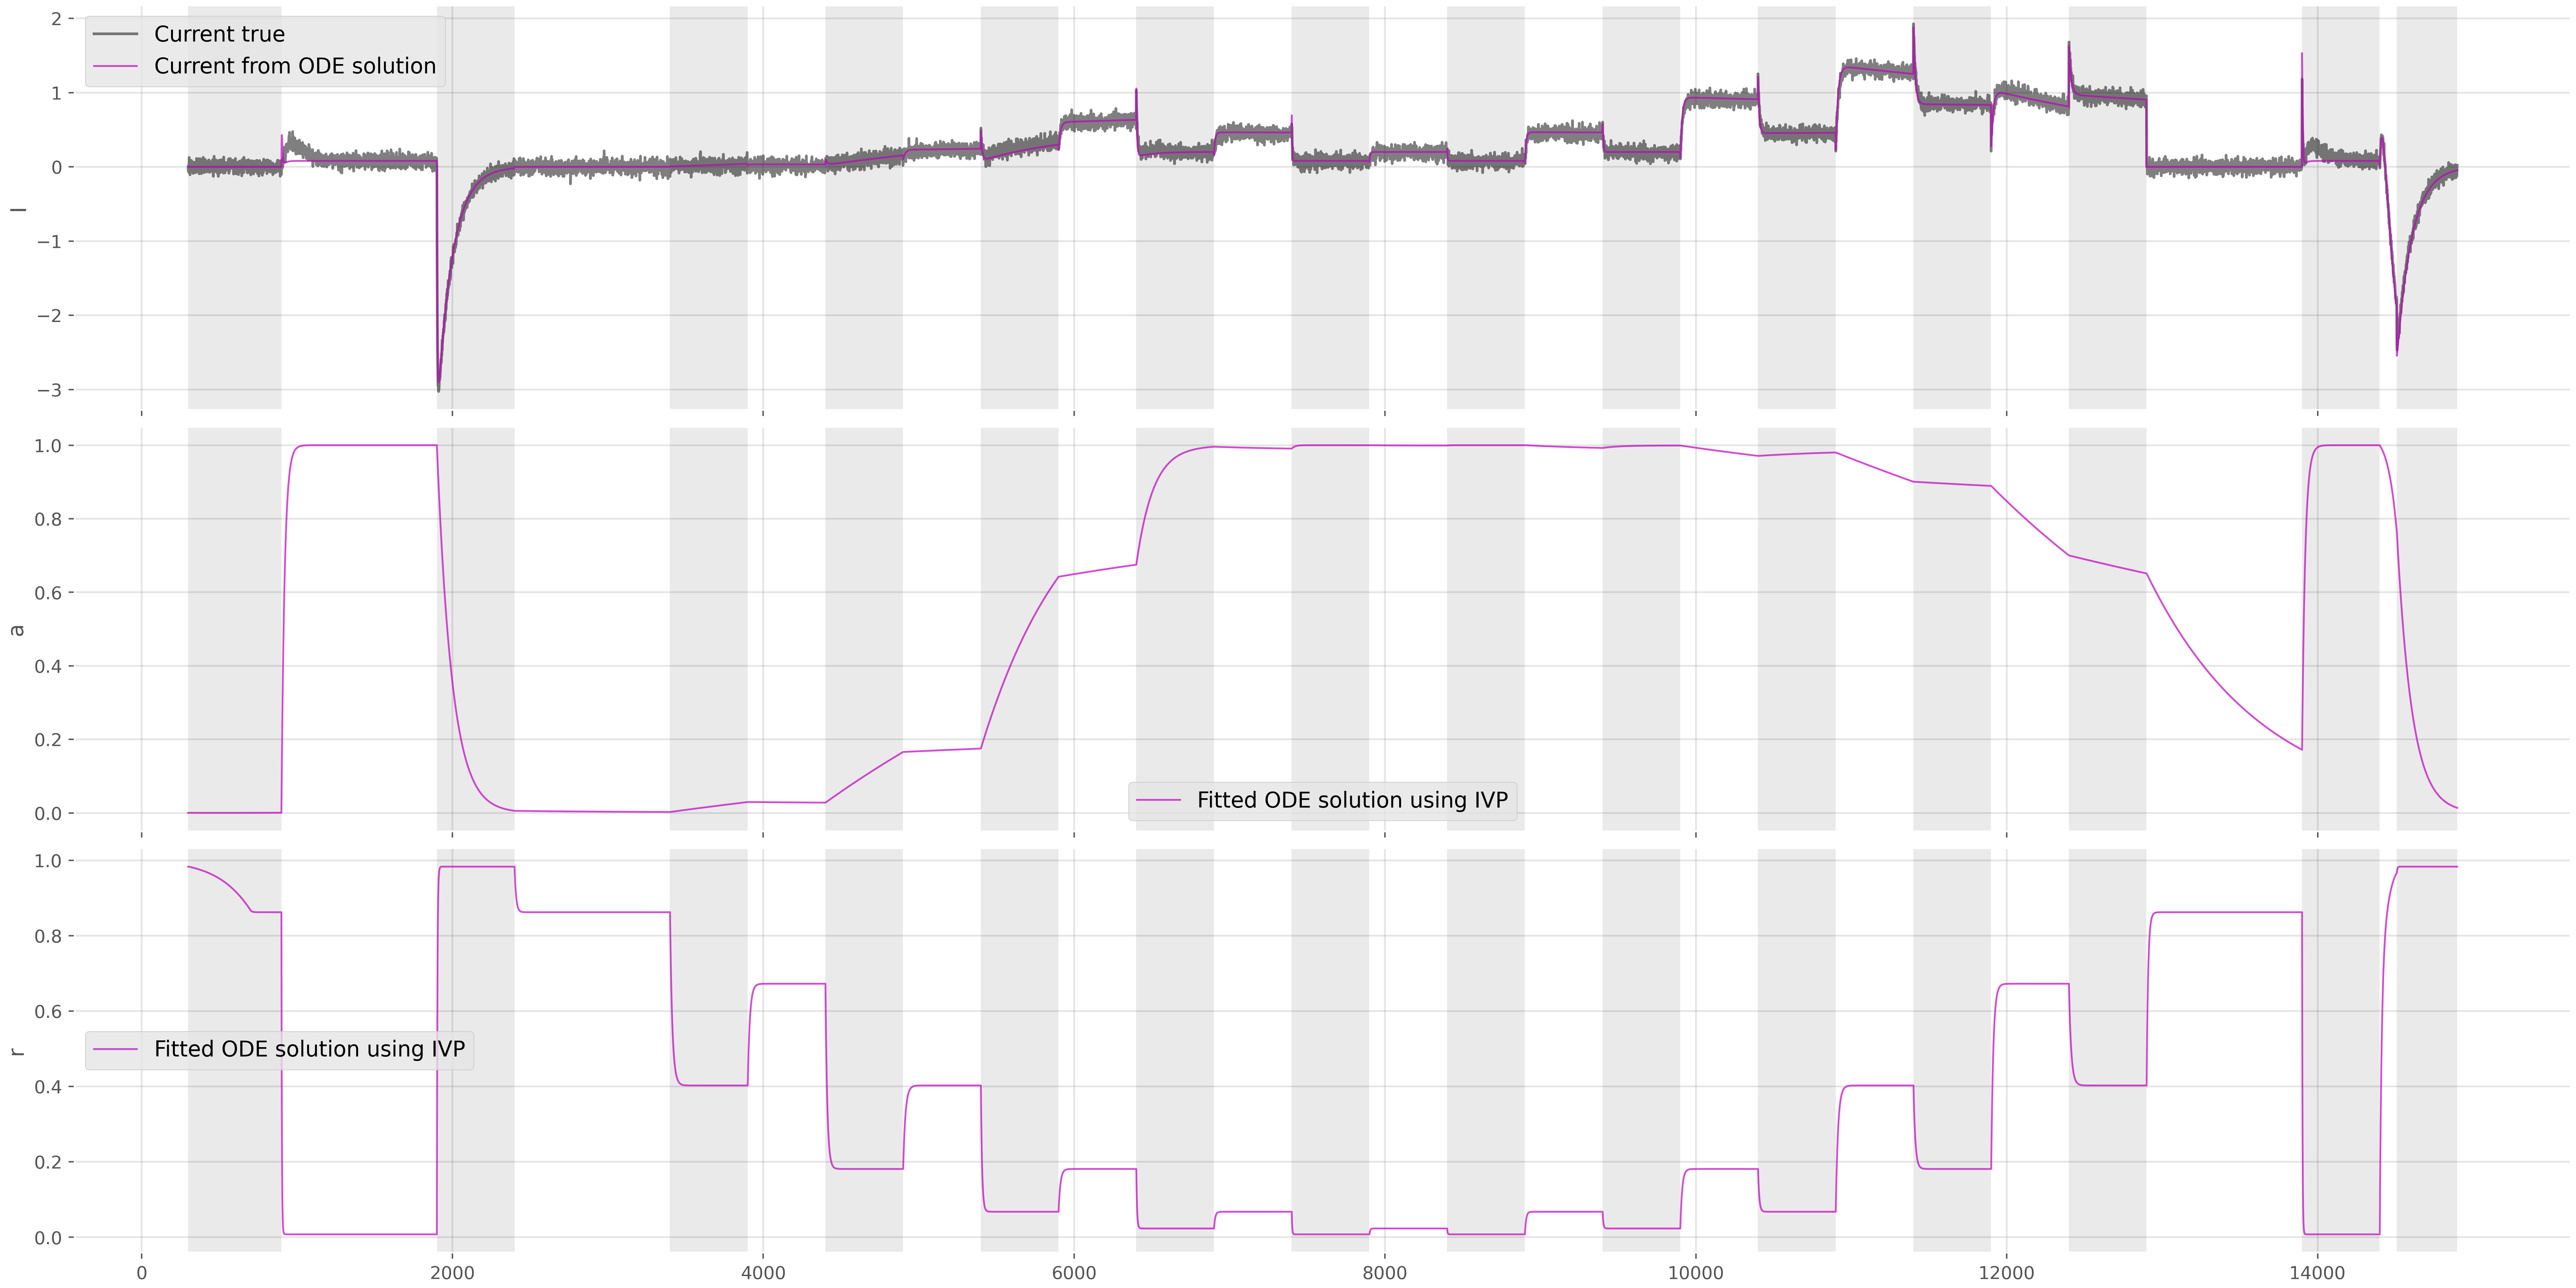 2
Current true
Current from ODE solution
1
0
I
−1
−2
−3
1.0
0.8
0.6
a
0.4
0.2
Fitted ODE solution using IVP
0.0
1.0
0.8
0.6
Fitted ODE solution using IVP
r
0.4
0.2
0.0
0 2000 4000 6000 8000 10000 12000 14000